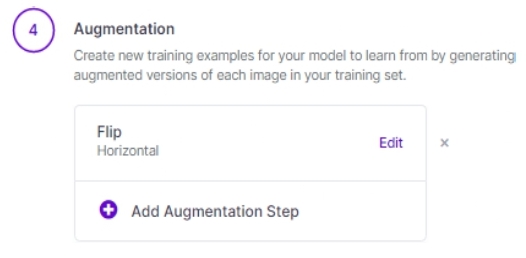 4
Augmentation
Create new training examples for your model to learn from by generating
augmented versions of each image in your training set.
Flip
Horizontal
Edit
×
Add Augmentation Step